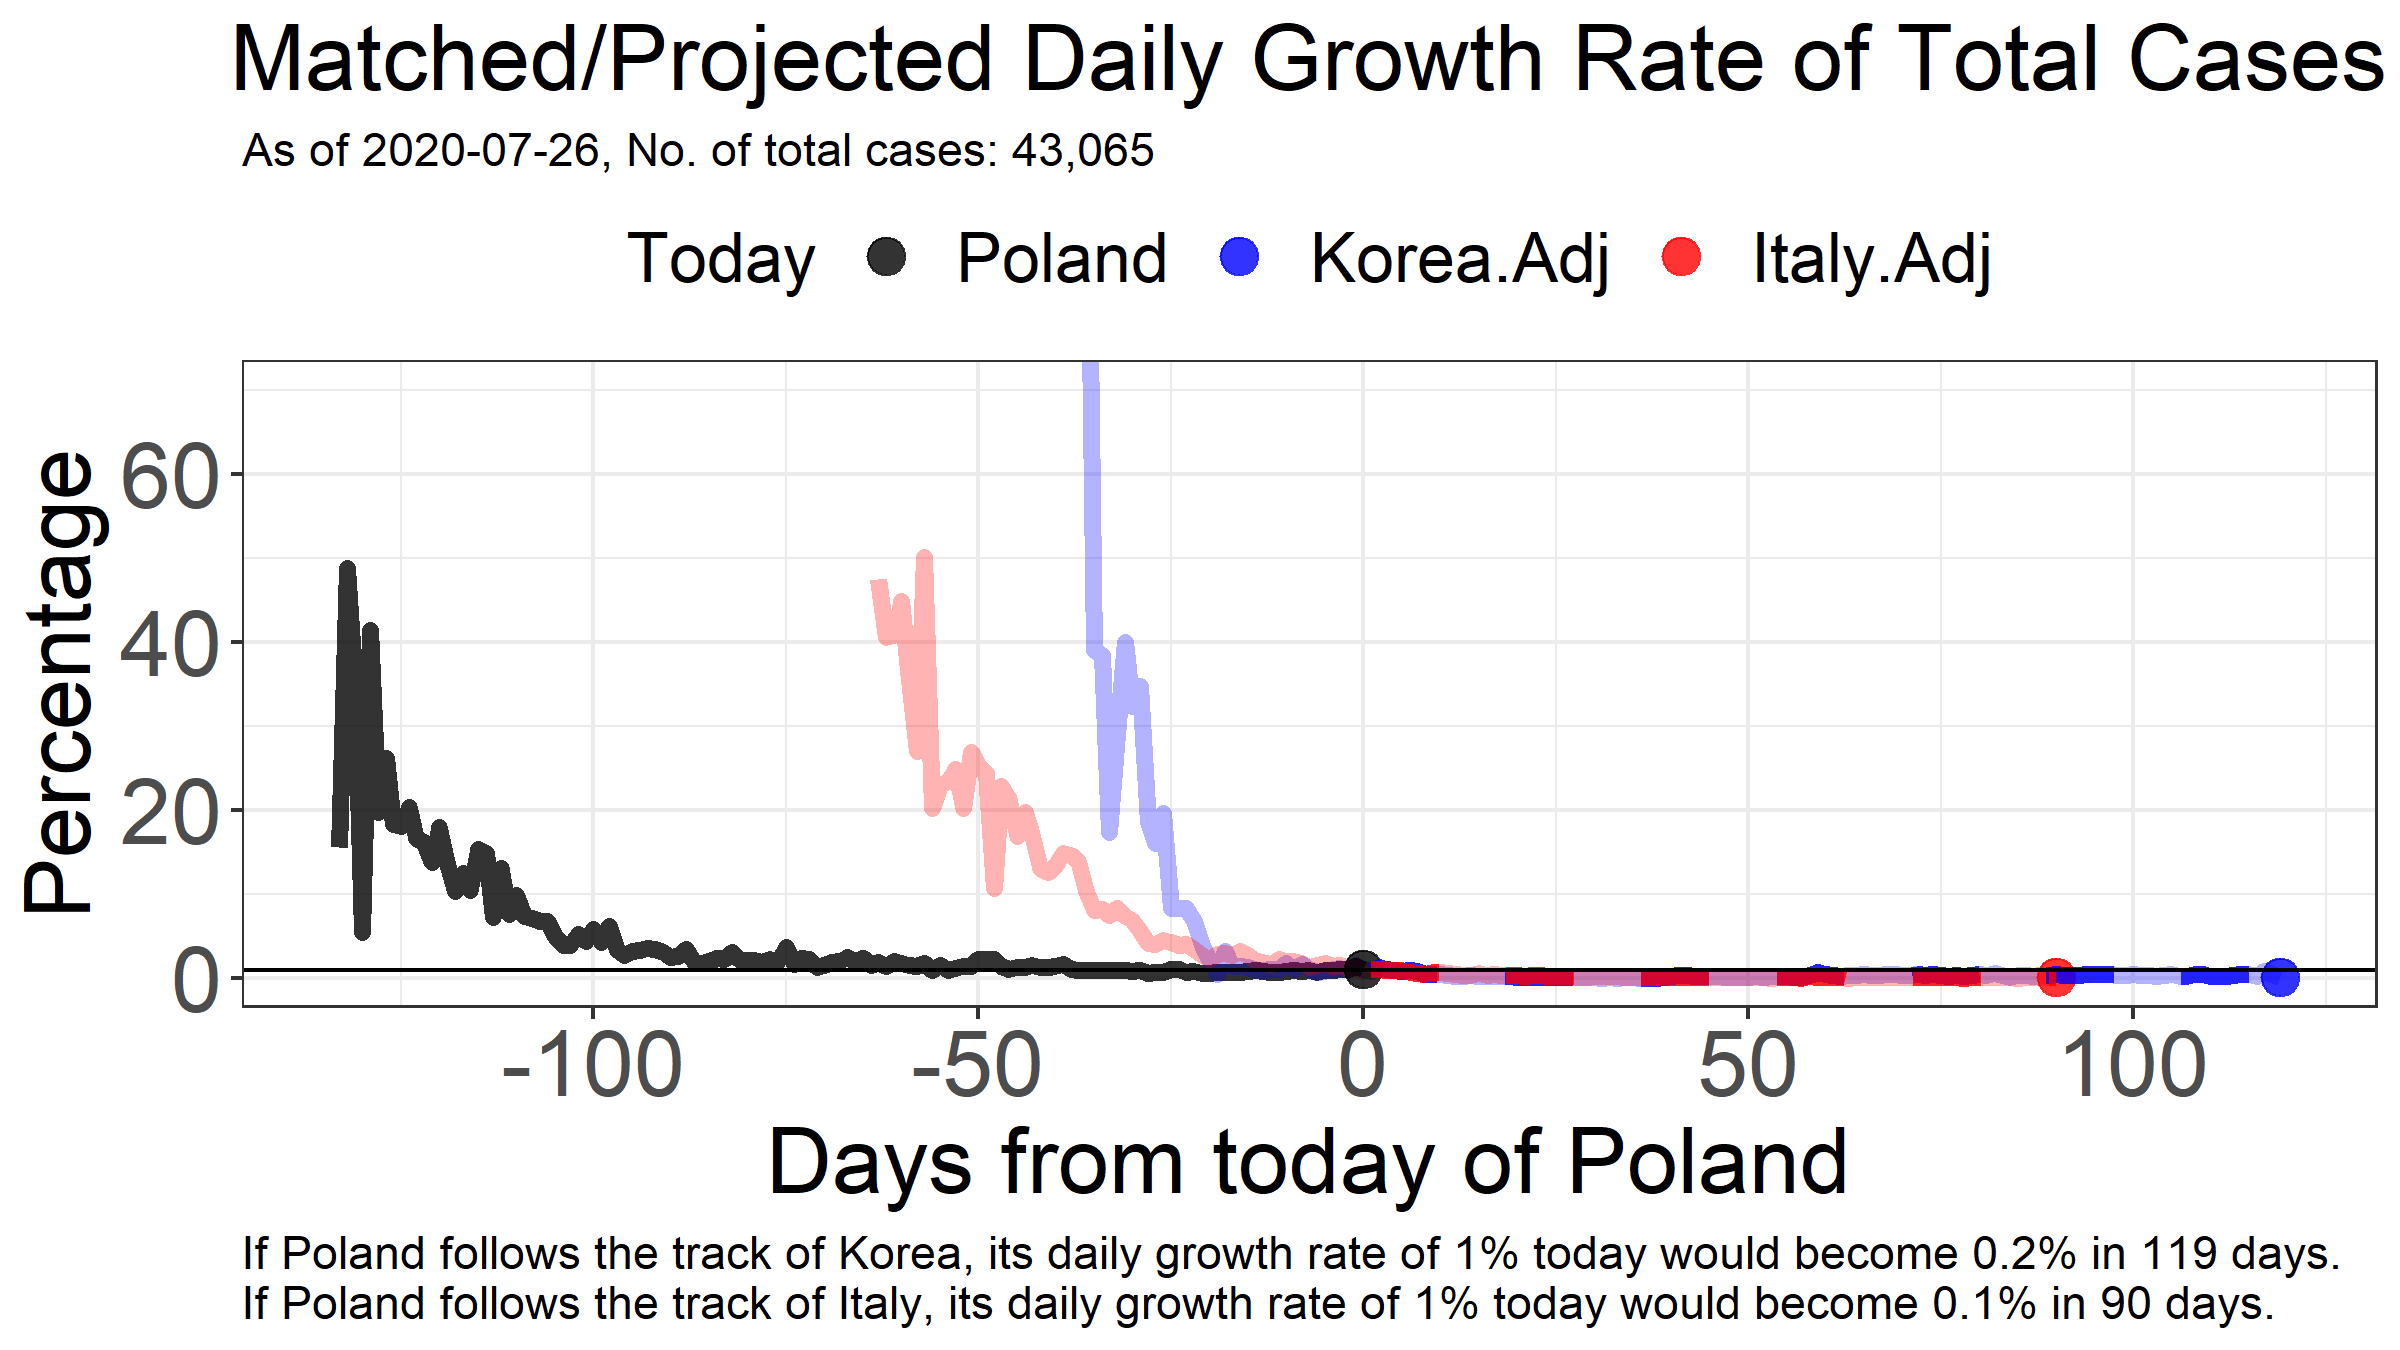 Matched/Projected Daily Growth Rate of Total Cases
As of 2020-07-26, No. of total cases: 43,065
Today Poland Korea.Adj Italy.Adj
Percentage
60
40
20
0
-100 -50 0 50 100
Days from today of Poland
If Poland follows the track of Korea, its daily growth rate of 1% today would become 0.2% in 119 days.
If Poland follows the track of Italy, its daily growth rate of 1% today would become 0.1% in 90 days.